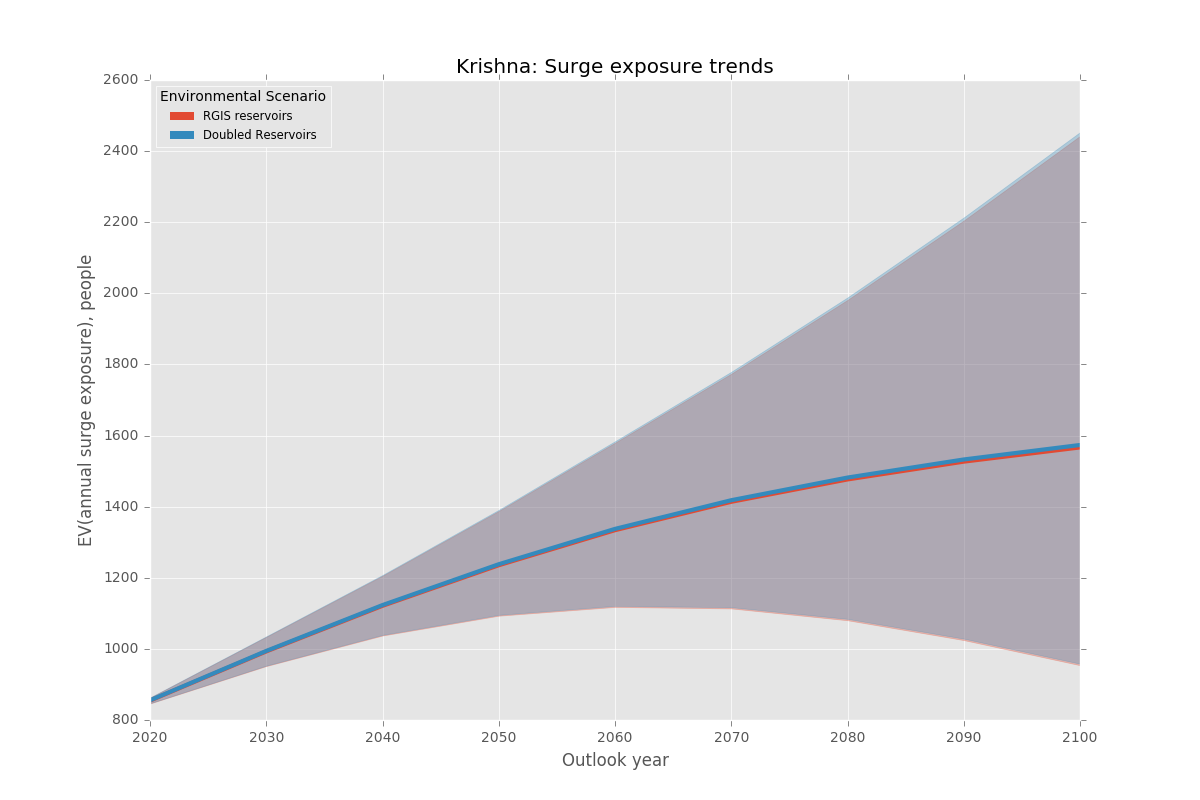 Krishna: Surge exposure trends
2600
2400
2200
2000
1800
1600
1400
1200
1000
800
EV(annual surge exposure), people
Environmental Scenario
RGIS reservoirs
Doubled Reservoirs
2020 2030 2040 2050 2060 2070 2080 2090 2100
Outlook year